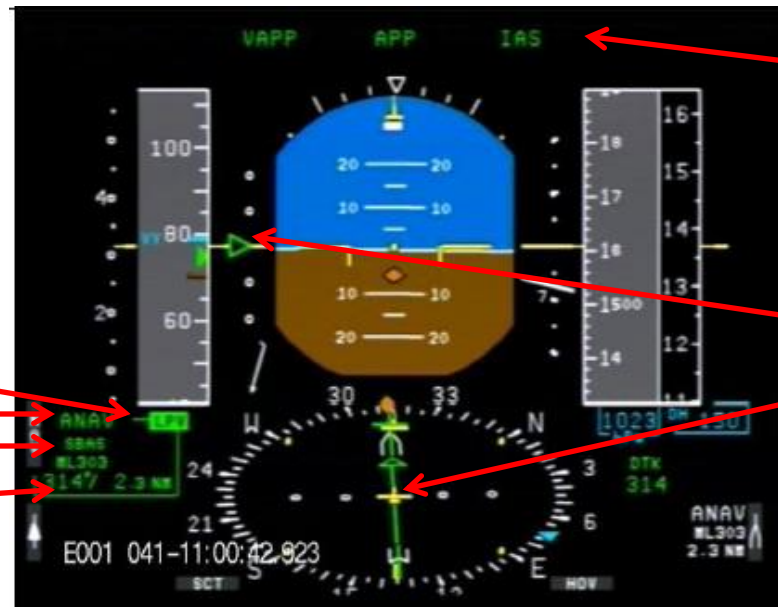 VAPP APP IAS
100
80
60
4
2
20 20
10 10
10 10
20 20
18
17
16
1500
14
16
15
14
13
12
7
30 33
W N
24 3
21 6
S E
ANAV LPV
SBAS
ML303
314°/ 2.3 NM
1023 DH 150
DTK
314
ANAV
ML303
2.3 NM
E001 041-11:00:42.923
SCT HOV